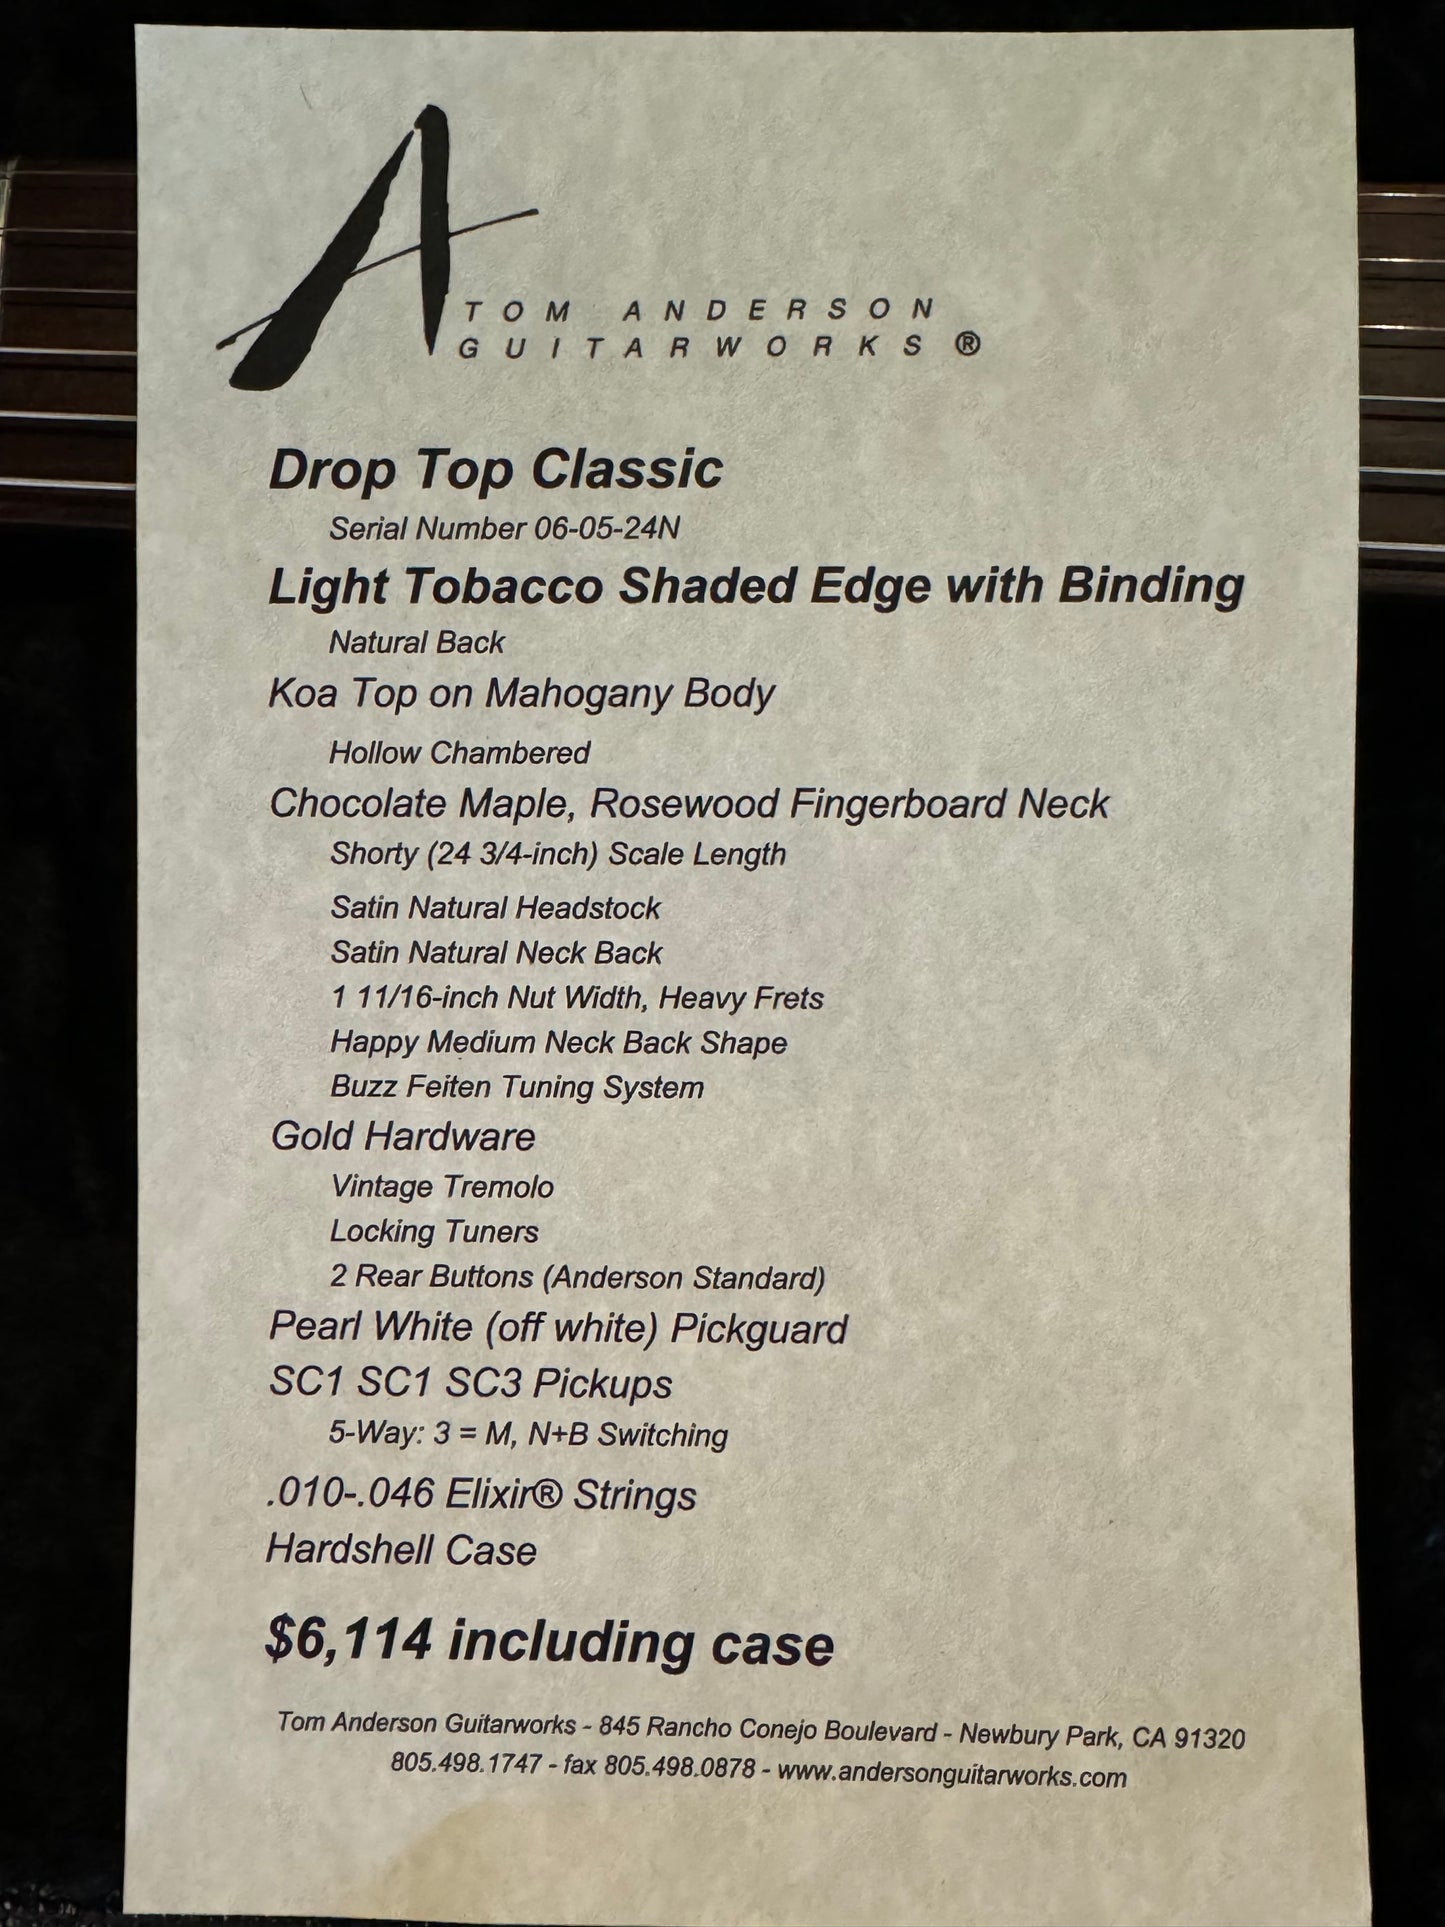 TOM ANDERSON
GUITARWORKS ®
Drop Top Classic
Serial Number 06-05-24N
Light Tobacco Shaded Edge with Binding
Natural Back
Koa Top on Mahogany Body
Hollow Chambered
Chocolate Maple, Rosewood Fingerboard Neck
Shorty (24 3/4-inch) Scale Length
Satin Natural Headstock
Satin Natural Neck Back
1 11/16-inch Nut Width, Heavy Frets
Happy Medium Neck Back Shape
Buzz Feiten Tuning System
Gold Hardware
Vintage Tremolo
Locking Tuners
2 Rear Buttons (Anderson Standard)
Pearl White (off white) Pickguard
SC1 SC1 SC3 Pickups
5-Way: 3 = M, N+B Switching
.010-.046 Elixir® Strings
Hardshell Case
$6,114 including case
Tom Anderson Guitarworks - 845 Rancho Conejo Boulevard - Newbury Park, CA 91320
805.498.1747 - fax 805.498.0878 - www.andersonguitarworks.com